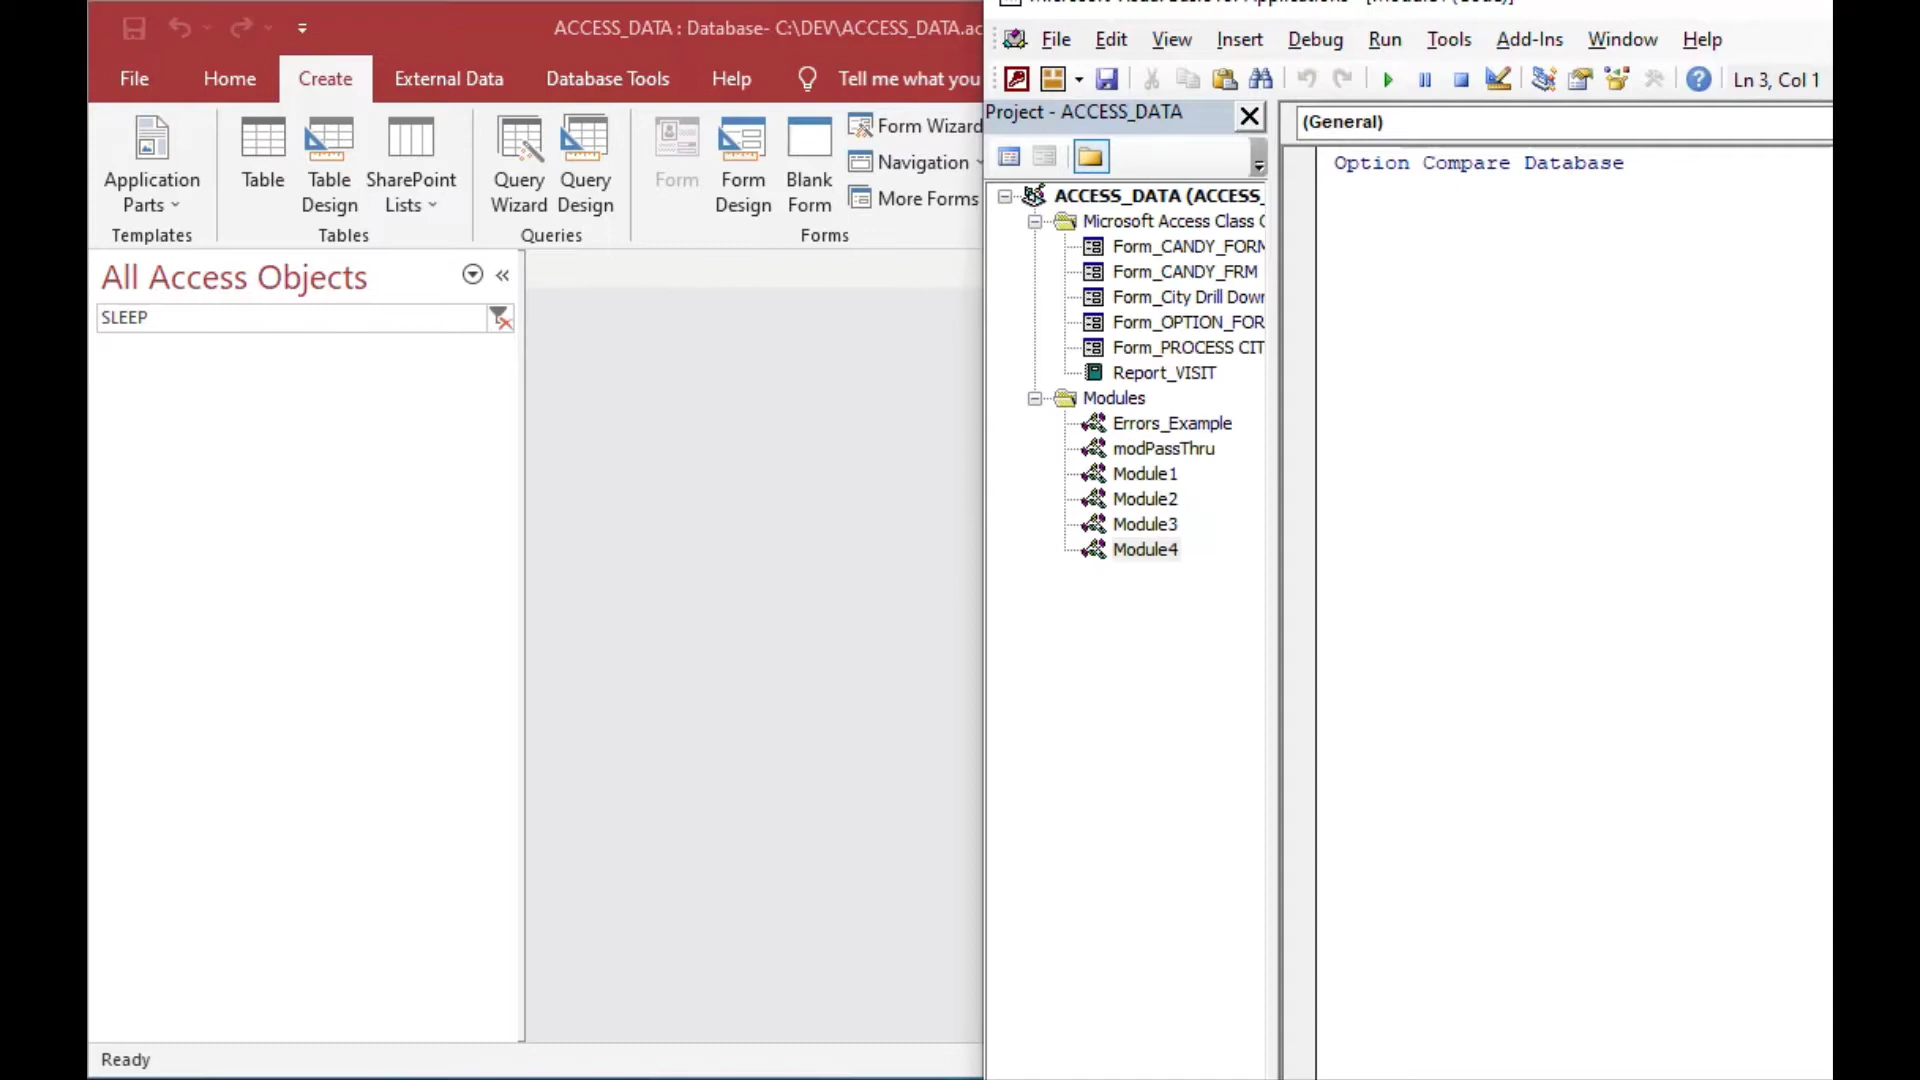 ACCESS_DATA : Database- C:\DEV\ACCESS_DATA.ac
File Home Create External Data Database Tools Help Tell me what you
Application Parts
Table
Table Design
SharePoint Lists
Query Wizard
Query Design
Form
Form Design
Blank Form
Form Wizard
Navigation
More Forms
Templates
Tables
Queries
Forms
All Access Objects
SLEEP
Ready
File Edit View Insert Debug Run Tools Add-Ins Window Help
Ln 3, Col 1
Project - ACCESS_DATA
ACCESS_DATA (ACCESS_
Microsoft Access Class
Form_CANDY_FORM
Form_CANDY_FRM
Form_City Drill Down
Form_OPTION_FOR
Form_PROCESS CIT
Report_VISIT
Modules
Errors_Example
modPassThru
Module1
Module2
Module3
Module4
(General)
Option Compare Database